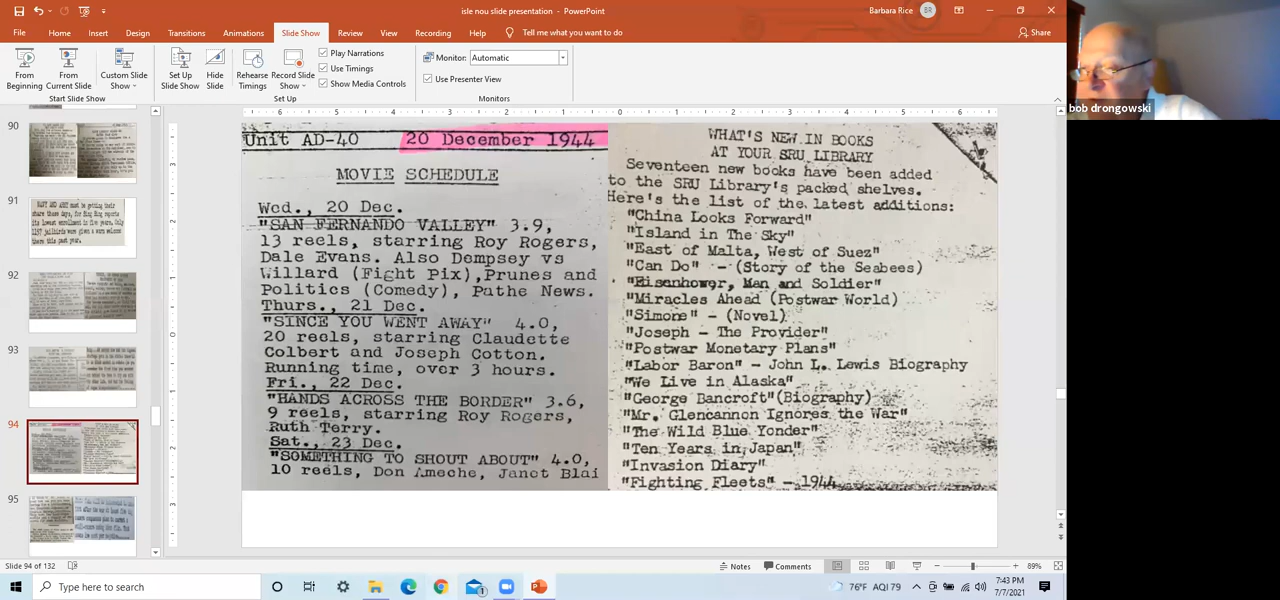 isle nou slide presentation - PowerPoint
Barbara Rice
BR
File
Home
Insert
Design
Transitions
Animations
Slide Show
Review
View
Recording
Help
Tell me what you want to do
Share
From Beginning
From Current Slide
Custom Slide Show
Set Up Slide Show
Hide Slide
Rehearse Timings
Record Slide Show
Play Narrations
Use Timings
Show Media Controls
Monitor:
Automatic
Use Presenter View
Start Slide Show
Set Up
Monitors
bob drongowski
90
91
92
93
94
95
Unit AD-40
20 December 1944
MOVIE SCHEDULE
Wed., 20 Dec.
"SAN FERNANDO VALLEY" 3.9,
13 reels, starring Roy Rogers,
Dale Evans. Also Dempsey vs
Willard (Fight Pix),Prunes and
Politics (Comedy), Pathe News.
Thurs., 21 Dec.
"SINCE YOU WENT AWAY" 4.0,
20 reels, starring Claudette
Colbert and Joseph Cotton.
Running time, over 3 hours.
Fri., 22 Dec.
"HANDS ACROSS THE BORDER" 3.6,
9 reels, starring Roy Rogers,
Ruth Terry.
Sat., 23 Dec.
"SOMETHING TO SHOUT ABOUT" 4.0,
10 reels, Don Ameche, Janet Blai
WHAT'S NEW IN BOOKS
AT YOUR SRU LIBRARY
Seventeen new books have been added
to the SRU Library's packed shelves.
Here's the list of the latest additions:
"China Looks Forward"
"Island in The Sky"
"East of Malta, West of Suez"
"Can Do" - (Story of the Seabees)
"Eisenhower, Man and Soldier"
"Miracles Ahead (Postwar World)
"Simone" - (Novel)
"Joseph - The Provider"
"Postwar Monetary Plans"
"Labor Baron" - John L. Lewis Biography
"We Live in Alaska"
"George Bancroft"(Biography)
"Mr. Glencannon Ignores the War"
"The Wild Blue Yonder"
"Ten Years in Japan"
"Invasion Diary"
"Fighting Fleets" - 1944
Slide 94 of 132
Notes
Comments
89%
Type here to search
76°F AQI 79
7:43 PM
7/7/2021